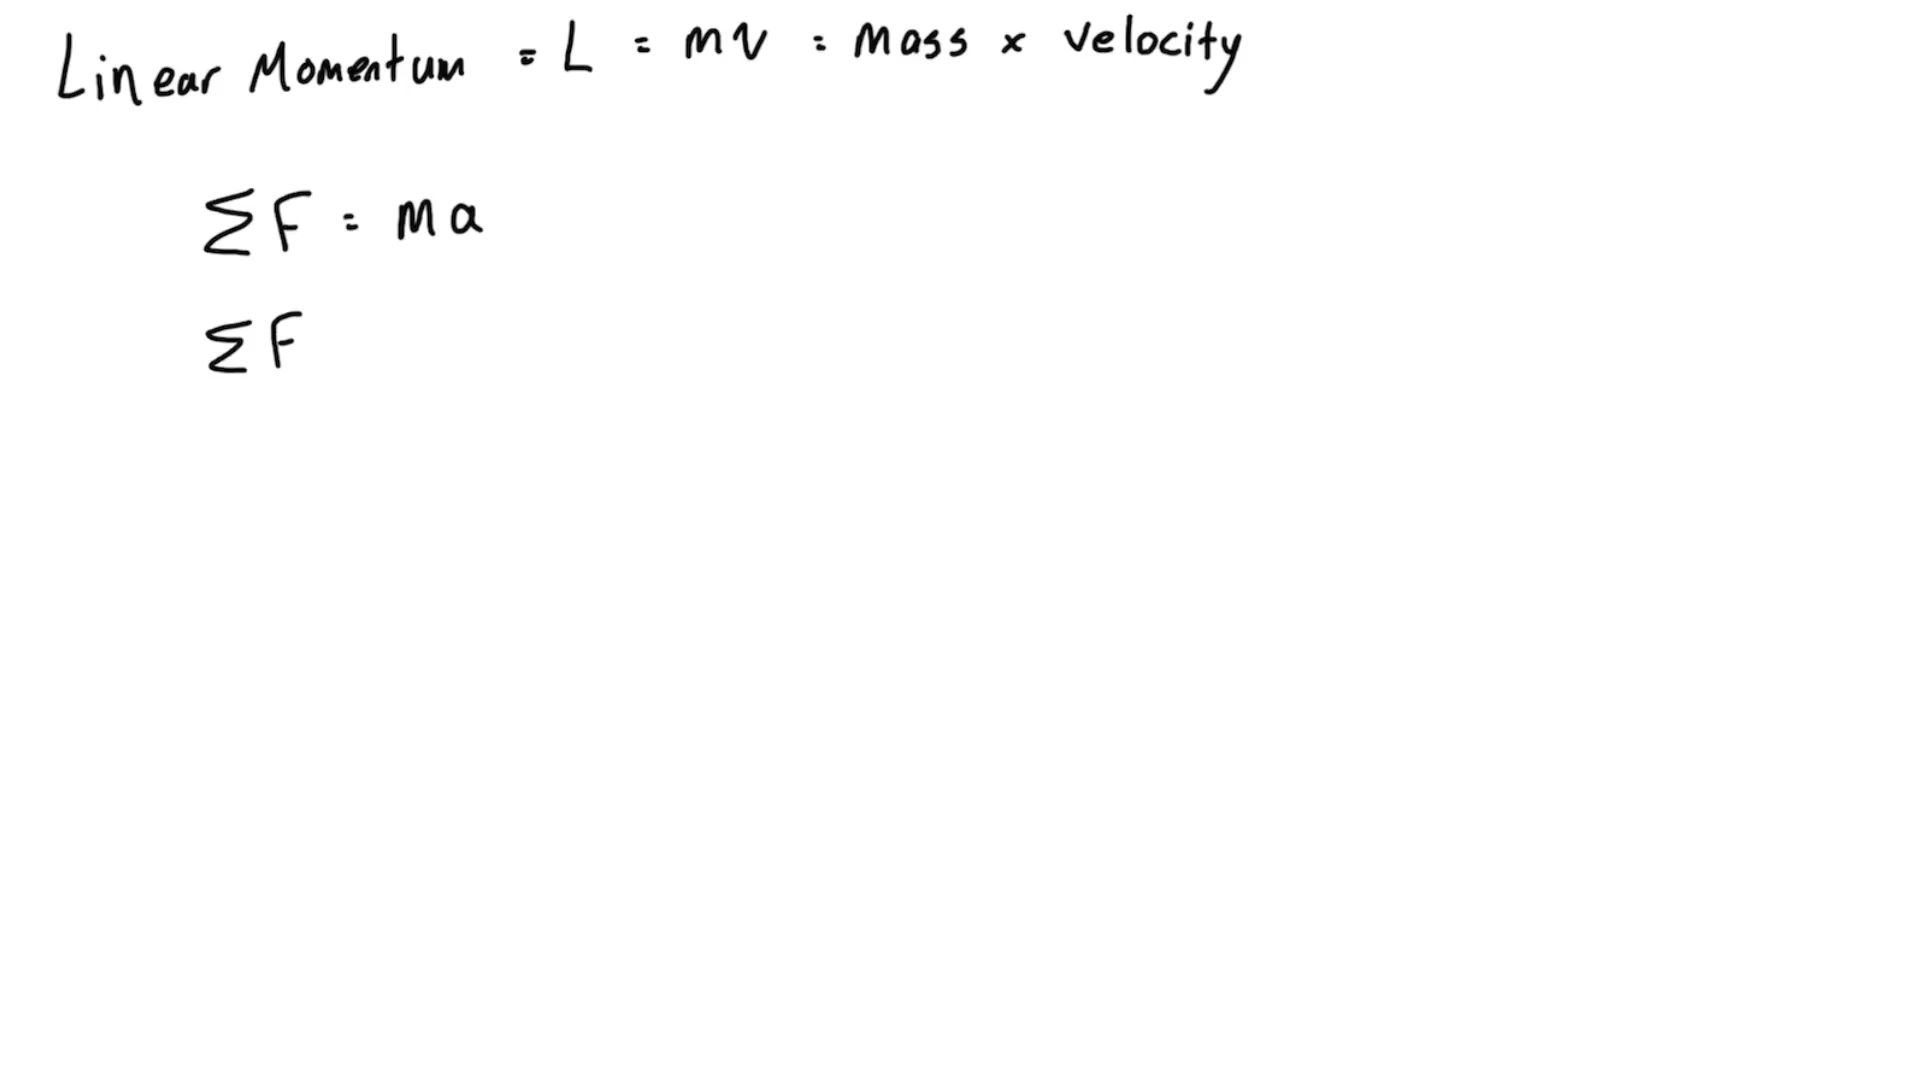 Linear Momentum = L = mv = mass x velocity
ΣF = ma
ΣF